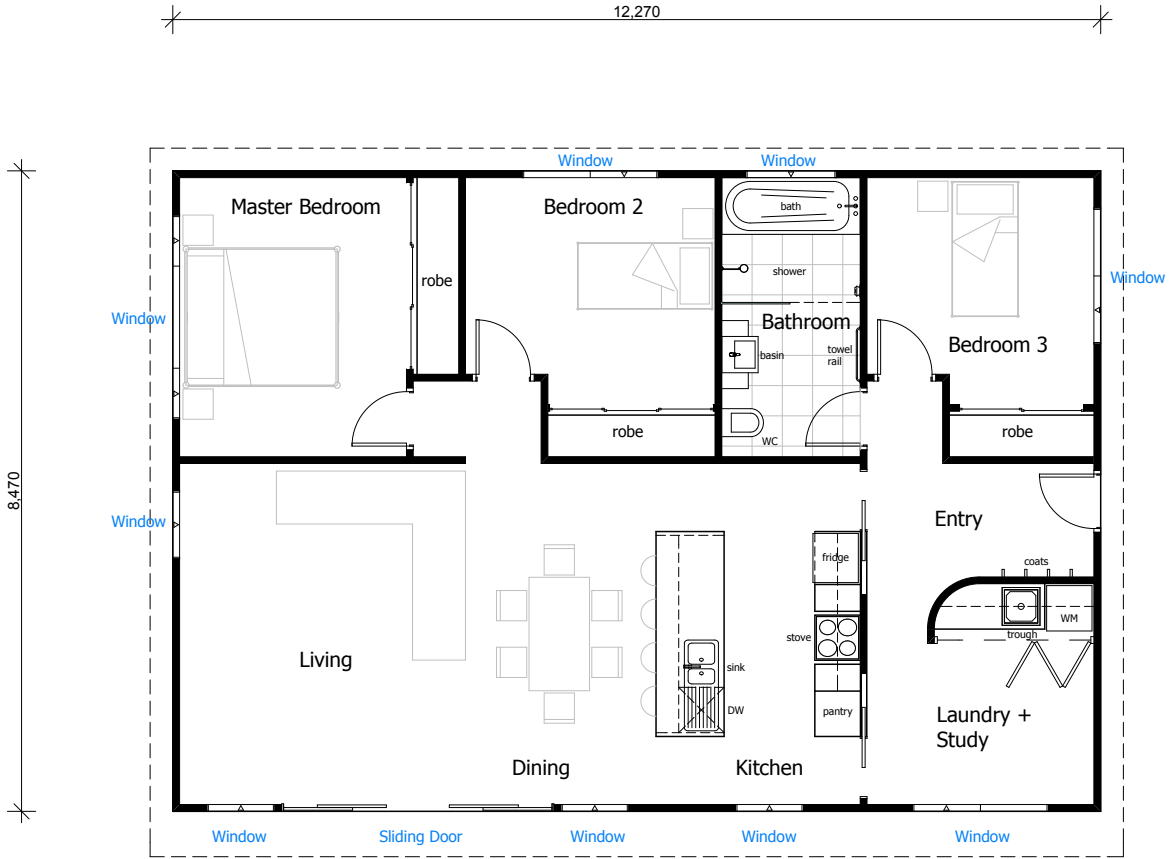 12,270
8,470
Window
Window
Master Bedroom
Bedroom 2
bath
robe
shower
Window
Window
Bathroom
basin
towel
rail
Bedroom 3
robe
WC
robe
Window
Entry
coats
fridge
WM
trough
stove
Living
sink
DW
pantry
Laundry +
Study
Dining
Kitchen
Window
Sliding Door
Window
Window
Window